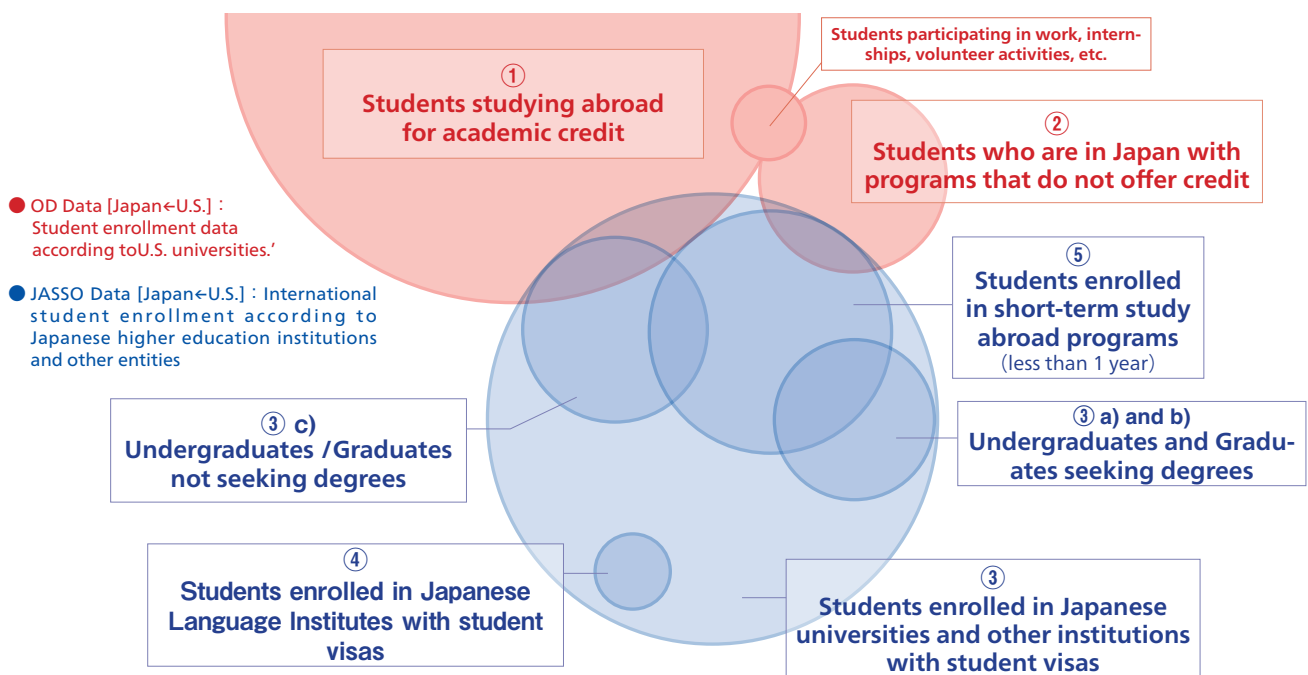 ①
Students studying abroad
for academic credit
Students participating in work, intern-
ships, volunteer activities, etc.
②
Students who are in Japan with
programs that do not offer credit
● OD Data [Japan←U.S.]：
Student enrollment data
according toU.S. universities.’
● JASSO Data [Japan←U.S.]：International
student enrollment according to
Japanese higher education institutions
and other entities
⑤
Students enrolled
in short-term study
abroad programs
（less than 1 year）
③ c)
Undergraduates /Graduates
not seeking degrees
③ a) and b)
Undergraduates and Gradu-
ates seeking degrees
④
Students enrolled in Japanese
Language Institutes with student
visas
③
Students enrolled in Japanese
universities and other institutions
with student visas